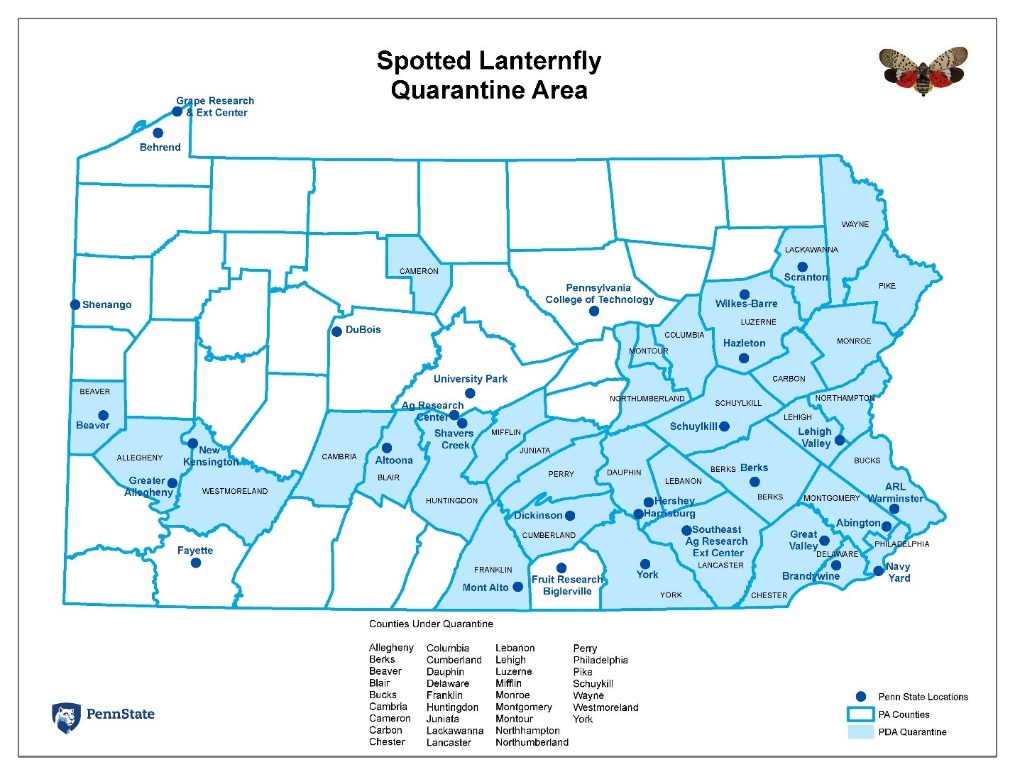 Spotted Lanternfly
Quarantine Area
Grape Research
& Ext Center
Behrend
WAYNE
LACKAWANNA
Scranton
CAMERON
PIKE
Pennsylvania
College of Technology
Shenango
Wilkes-Barre
LUZERNE
DuBois
COLUMBIA
MONROE
Hazleton
MONTOUR
University Park
CARBON
BEAVER
NORTHUMBERLAND
SCHUYLKILL
NORTHAMPTON
Ag Research
Center
LEHIGH
Beaver
Shavers
Creek
Schuylkill
Lehigh
Valley
MIFFLIN
New
Kensington
JUNIATA
ALLEGHENY
CAMBRIA
Altoona
BUCKS
BLAIR
PERRY
DAUPHIN
BERKS
Berks
Greater
Allegheny
LEBANON
WESTMORELAND
ARL
Warminster
HUNTINGDON
BERKS
MONTGOMERY
Hershey
Harrisburg
Dickinson
Abington
CUMBERLAND
Southeast
Ag Research
Ext Center
Great
Valley
PHILADELPHIA
Fayette
DELAWARE
LANCASTER
FRANKLIN
Navy
Yard
York
Brandywine
Fruit Research
Biglerville
Mont Alto
YORK
CHESTER
Counties Under Quarantine
Allegheny Columbia Lebanon Perry
Berks Cumberland Lehigh Philadelphia
Beaver Dauphin Luzerne Pike
Blair Delaware Mifflin Schuykill
Bucks Franklin Monroe Wayne
Cambria Huntingdon Montgomery Westmoreland
Cameron Juniata Montour York
Carbon Lackawanna Northhampton
Chester Lancaster Northumberland
PennState
Penn State Locations
PA Counties
PDA Quarantine